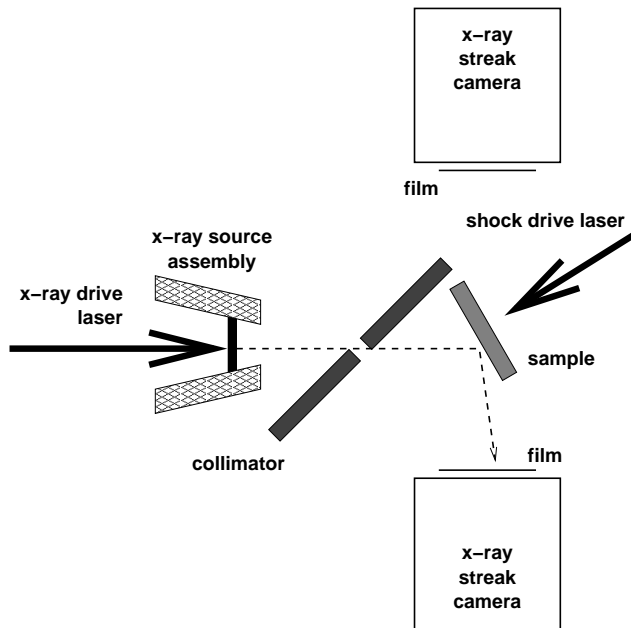 x−ray
streak
camera
film
shock drive laser
x−ray source
assembly
x−ray drive
laser
sample
collimator
film
x−ray
streak
camera